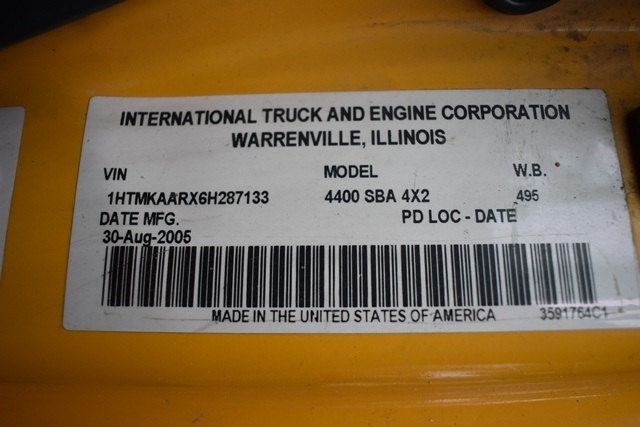 INTERNATIONAL TRUCK AND ENGINE CORPORATION
WARRENVILLE, ILLINOIS
VIN MODEL W.B.
1HTMKAARX6H287133 4400 SBA 4X2 495
DATE MFG. PD LOC - DATE
30-Aug-2005
MADE IN THE UNITED STATES OF AMERICA 3591764C1